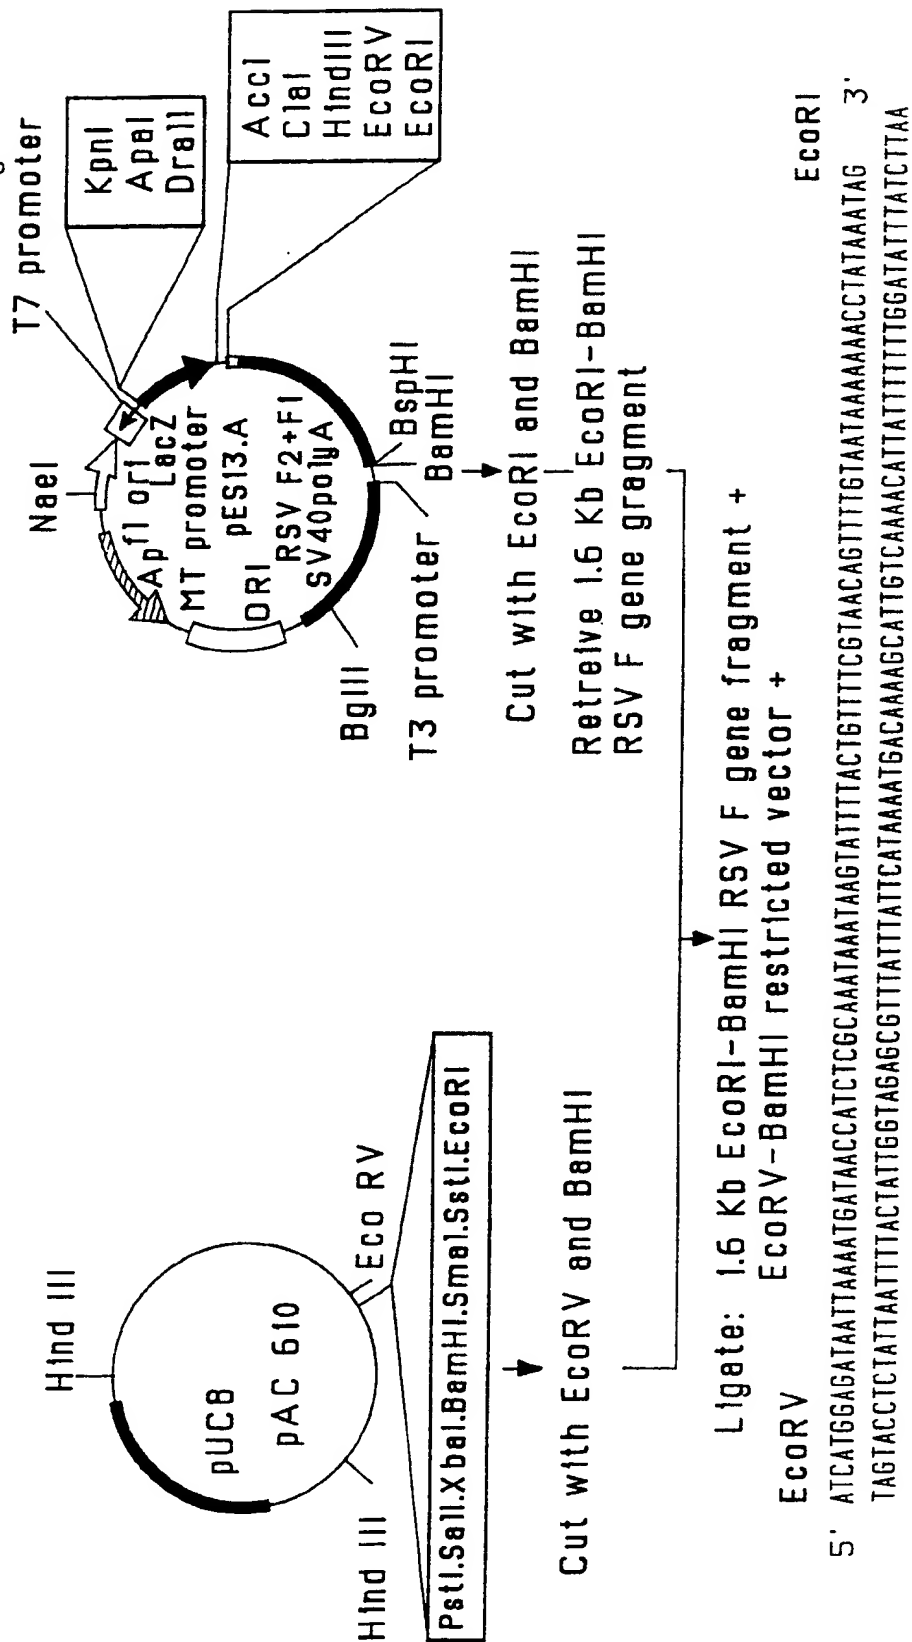 Hind III
pUC8
pAC 610
Eco RV
Hind III
PstI.SalI.XbaI.BamHI.SmaI.SstI.EcoRI
Cut with EcoRV and BamHI
T7 promoter
NaeI
KpnI
ApaI
DraII
AccI
ClaI
HindIII
EcoRV
EcoRI
Ap
f1 ori
LacZ
MT promoter
pES13.A
ORI
RSV F2+F1
SV40polyA
BspHI
BamHI
BglII
T3 promoter
Cut with EcoRI and BamHI
Retreive 1.6 Kb EcoRI-BamHI
RSV F gene gragment
Ligate: 1.6 Kb EcoRI-BamHI RSV F gene fragment +
EcoRV-BamHI restricted vector +
EcoRV
EcoRI
5' ATCATGGAGATAATTAAAATGATAACCATCTCGCAAATAAATAAGTATTTTACTGTTTTCGTAACAGTTTTGTAATAAAAAAACCTATAAATAG 3'
TAGTACCTCTATTAATTTTACTATTGGTAGAGCGTTTATTTATTCATAAAATGACAAAAGCATTGTCAAAACATTATTTTTTTGGATATTTATCTTAA